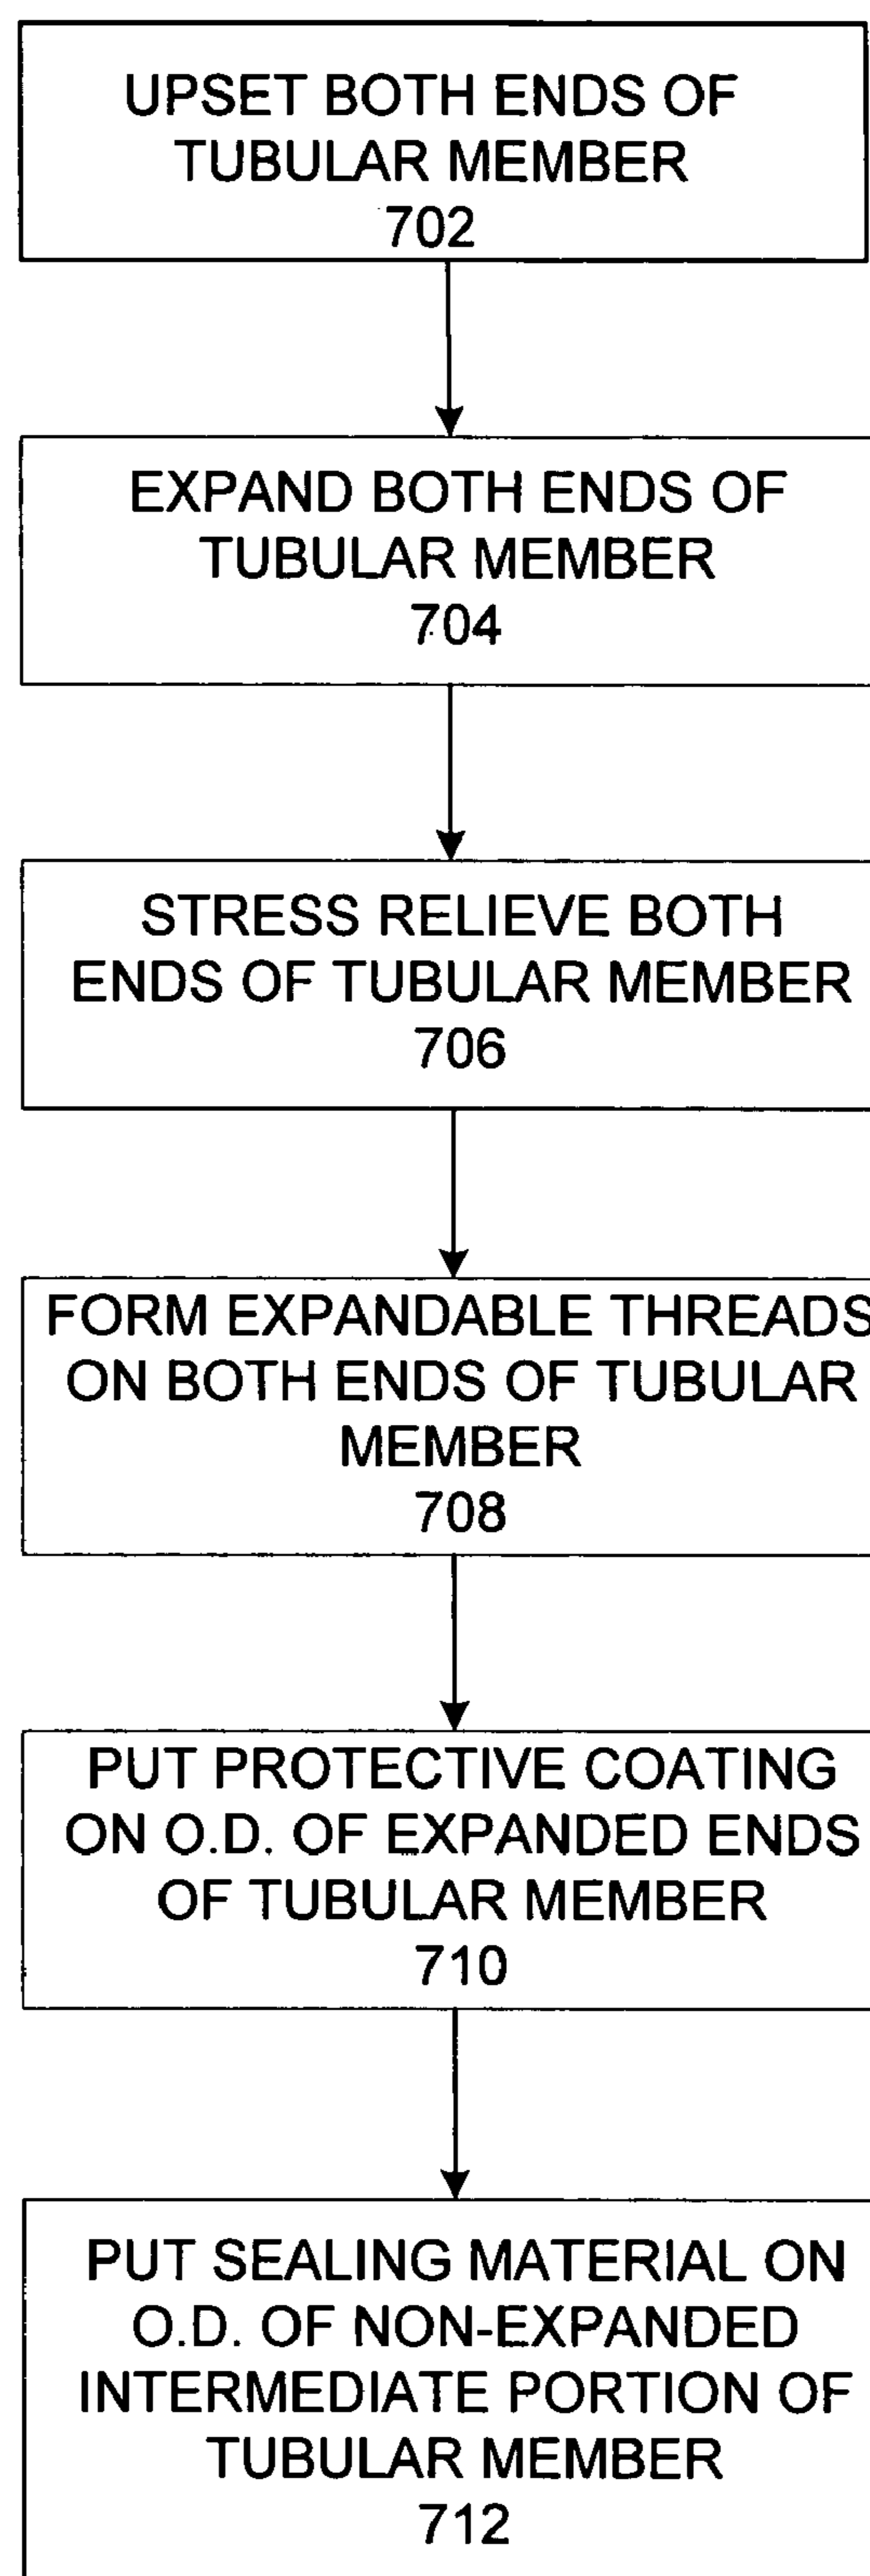 UPSET BOTH ENDS OF
TUBULAR MEMBER
702
EXPAND BOTH ENDS OF
TUBULAR MEMBER
704
STRESS RELIEVE BOTH
ENDS OF TUBULAR MEMBER
706
FORM EXPANDABLE THREADS
ON BOTH ENDS OF TUBULAR
MEMBER
708
PUT PROTECTIVE COATING
ON O.D. OF EXPANDED ENDS
OF TUBULAR MEMBER
710
PUT SEALING MATERIAL ON
O.D. OF NON-EXPANDED
INTERMEDIATE PORTION OF
TUBULAR MEMBER
712